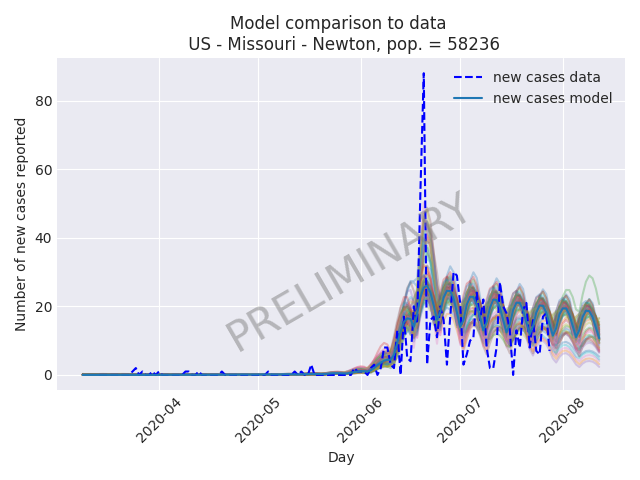 Model comparison to data
US - Missouri - Newton, pop. = 58236
new cases data
new cases model
PRELIMINARY
Number of new cases reported
80
60
40
20
0
2020-04
2020-05
2020-06
2020-07
2020-08
Day